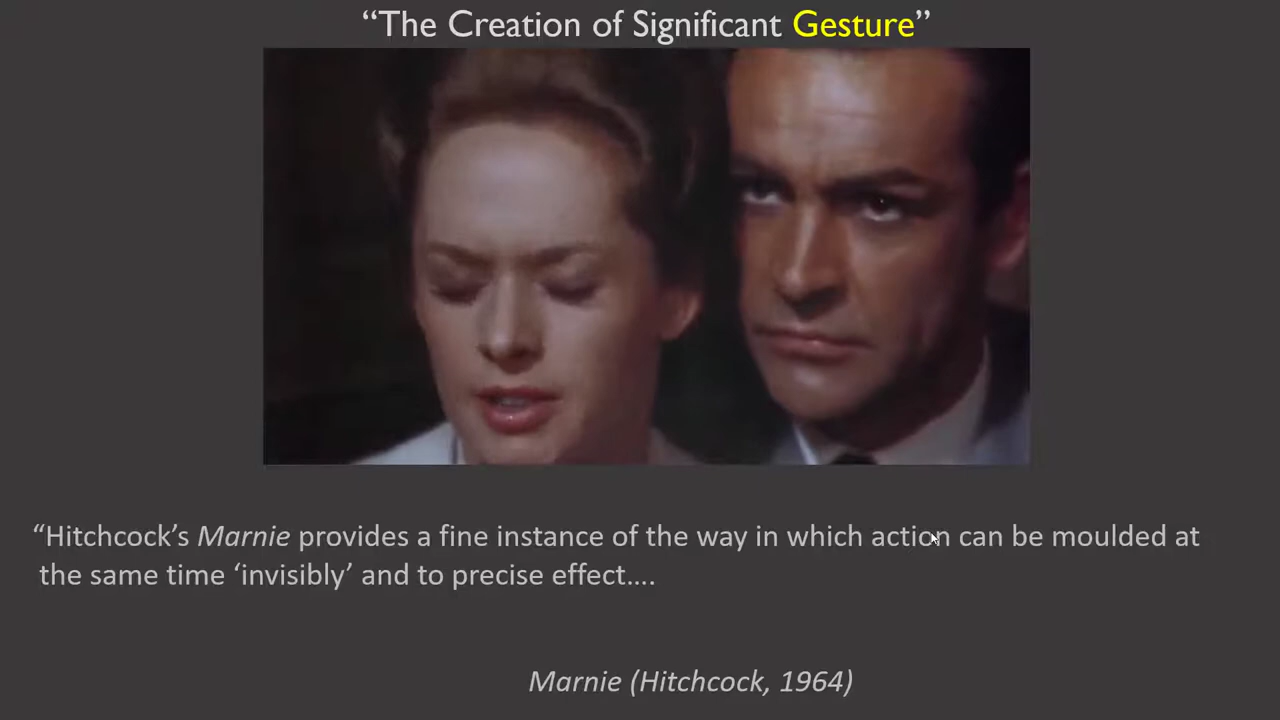 “The Creation of Significant Gesture”
“Hitchcock’s Marnie provides a fine instance of the way in which action can be moulded at
the same time ‘invisibly’ and to precise effect….
Marnie (Hitchcock, 1964)